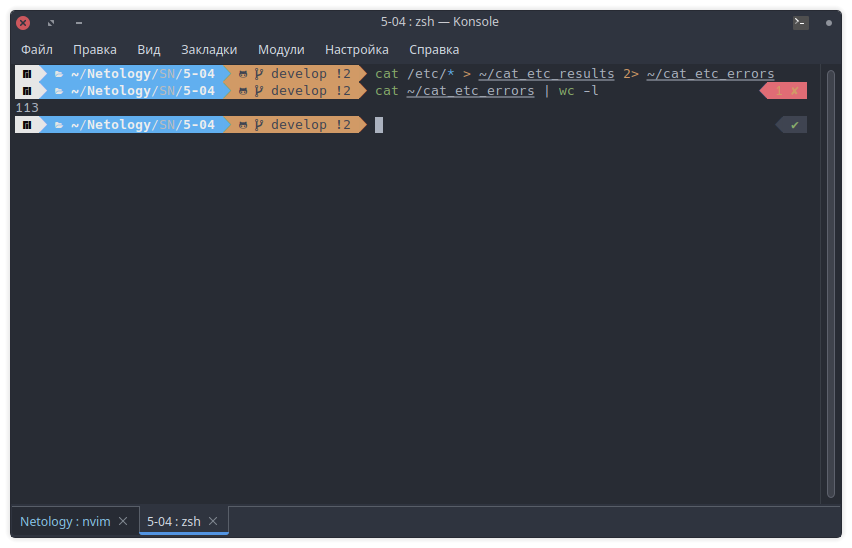 5-04 : zsh — Konsole
Файл Правка Вид Закладки Модули Настройка Справка
~/Netology/SN/5-04 develop !2 cat /etc/* > ~/cat_etc_results 2> ~/cat_etc_errors
~/Netology/SN/5-04 develop !2 cat ~/cat_etc_errors | wc -l 1 ✘
113
~/Netology/SN/5-04 develop !2 ✔
Netology : nvim 5-04 : zsh